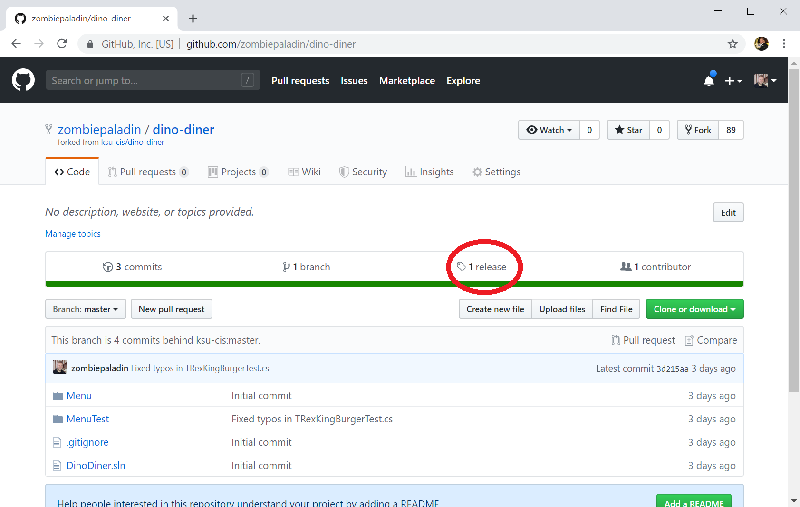 zombiepaladin/dino-diner
GitHub, Inc. [US] | github.com/zombiepaladin/dino-diner
Search or jump to... /
Pull requests Issues Marketplace Explore
zombiepaladin / dino-diner
forked from ksu-cis/dino-diner
Watch 0 Star 0 Fork 89
Code Pull requests 0 Projects 0 Wiki Security Insights Settings
No description, website, or topics provided. Edit
Manage topics
3 commits 1 branch 1 release 1 contributor
Branch: master New pull request Create new file Upload files Find File Clone or download
This branch is 4 commits behind ksu-cis:master. Pull request Compare
zombiepaladin Fixed typos in TRexKingBurgerTest.cs Latest commit 3d215aa 3 days ago
Menu Initial commit 3 days ago
MenuTest Fixed typos in TRexKingBurgerTest.cs 3 days ago
.gitignore Initial commit 3 days ago
DinoDiner.sln Initial commit 3 days ago
Help people interested in this repository understand your project by adding a README. Add a README